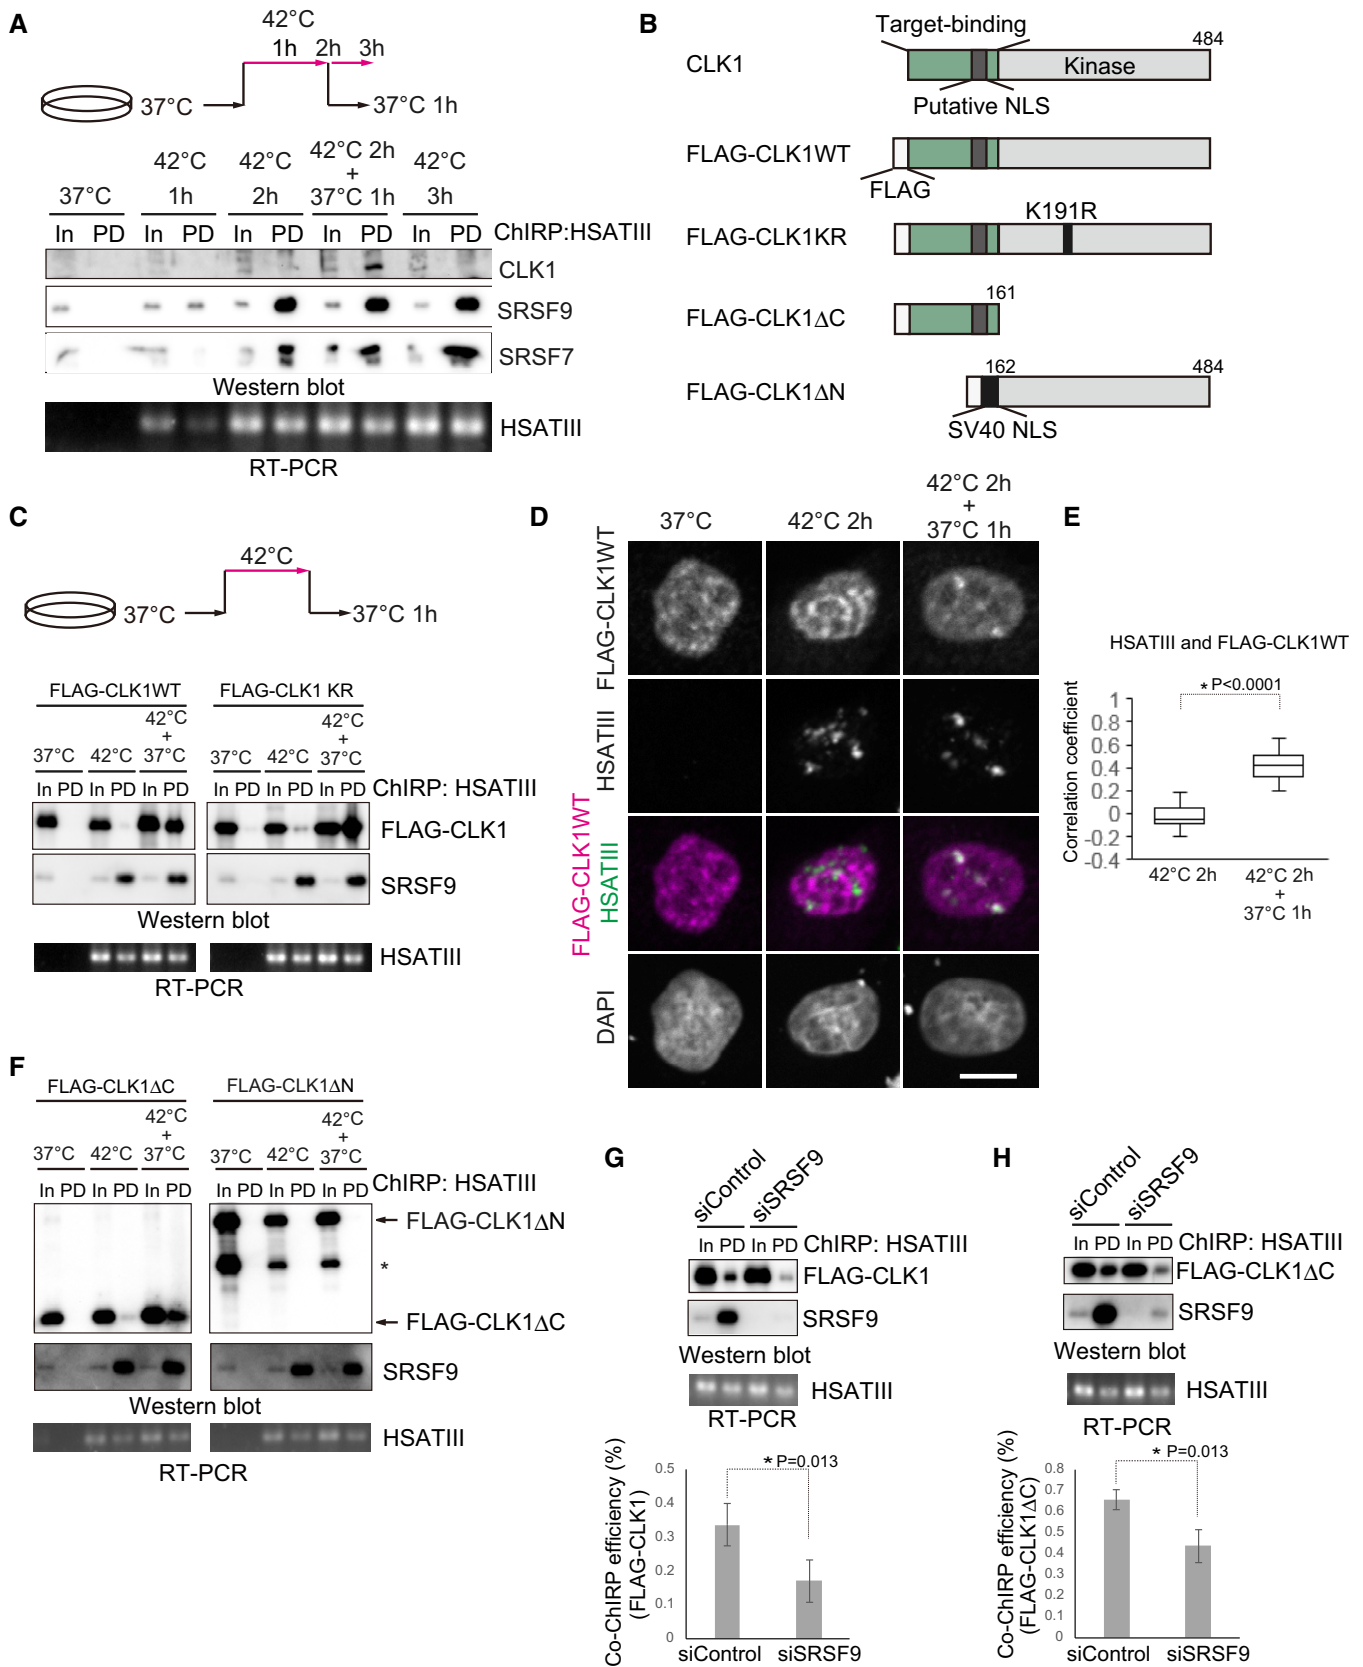 A
42°C
1h 2h 3h
37°C
37°C 1h
37°C
42°C 1h
42°C 2h
42°C 2h + 37°C 1h
42°C 3h
In PD In PD In PD In PD In PD ChIRP:HSATIII
CLK1
SRSF9
SRSF7
Western blot
HSATIII
RT-PCR
B
Target-binding
484
CLK1
Kinase
Putative NLS
FLAG-CLK1WT
FLAG
K191R
FLAG-CLK1KR
161
FLAG-CLK1ΔC
162 484
FLAG-CLK1ΔN
SV40 NLS
C
42°C
37°C
37°C 1h
FLAG-CLK1WT FLAG-CLK1 KR
37°C 42°C 42°C + 37°C 37°C 42°C 42°C + 37°C
In PD In PD In PD In PD In PD In PD ChIRP: HSATIII
FLAG-CLK1
SRSF9
Western blot
HSATIII
RT-PCR
D
37°C
42°C 2h
42°C 2h + 37°C 1h
FLAG-CLK1WT
HSATIII
FLAG-CLK1WT
HSATIII
DAPI
E
HSATIII and FLAG-CLK1WT
* P<0.0001
Correlation coefficient
1
0.8
0.6
0.4
0.2
0
-0.2
-0.4
42°C 2h
42°C 2h + 37°C 1h
F
FLAG-CLK1ΔC FLAG-CLK1ΔN
37°C 42°C 42°C + 37°C 37°C 42°C 42°C + 37°C
In PD In PD In PD In PD In PD In PD ChIRP: HSATIII
FLAG-CLK1ΔN
*
FLAG-CLK1ΔC
SRSF9
Western blot
HSATIII
RT-PCR
G
siControl siSRSF9
In PD In PD ChIRP: HSATIII
FLAG-CLK1
SRSF9
Western blot
HSATIII
RT-PCR
Co-ChIRP efficiency (%)
(FLAG-CLK1)
* P=0.013
0.5
0.4
0.3
0.2
0.1
0
siControl siSRSF9
H
siControl siSRSF9
In PD In PD ChIRP: HSATIII
FLAG-CLK1ΔC
SRSF9
Western blot
HSATIII
RT-PCR
Co-ChIRP efficiency (%)
(FLAG-CLK1ΔC)
* P=0.013
0.8
0.7
0.6
0.5
0.4
0.3
0.2
0.1
0
siControl siSRSF9